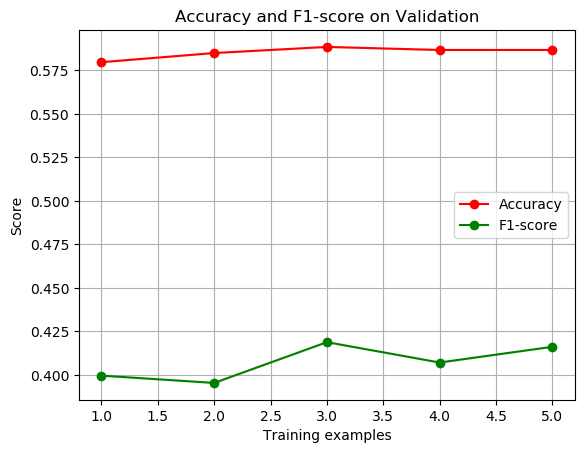 Accuracy and F1-score on Validation
0.575
0.550
0.525
0.500
0.475
0.450
0.425
0.400
Score
Accuracy
F1-score
1.0 1.5 2.0 2.5 3.0 3.5 4.0 4.5 5.0
Training examples